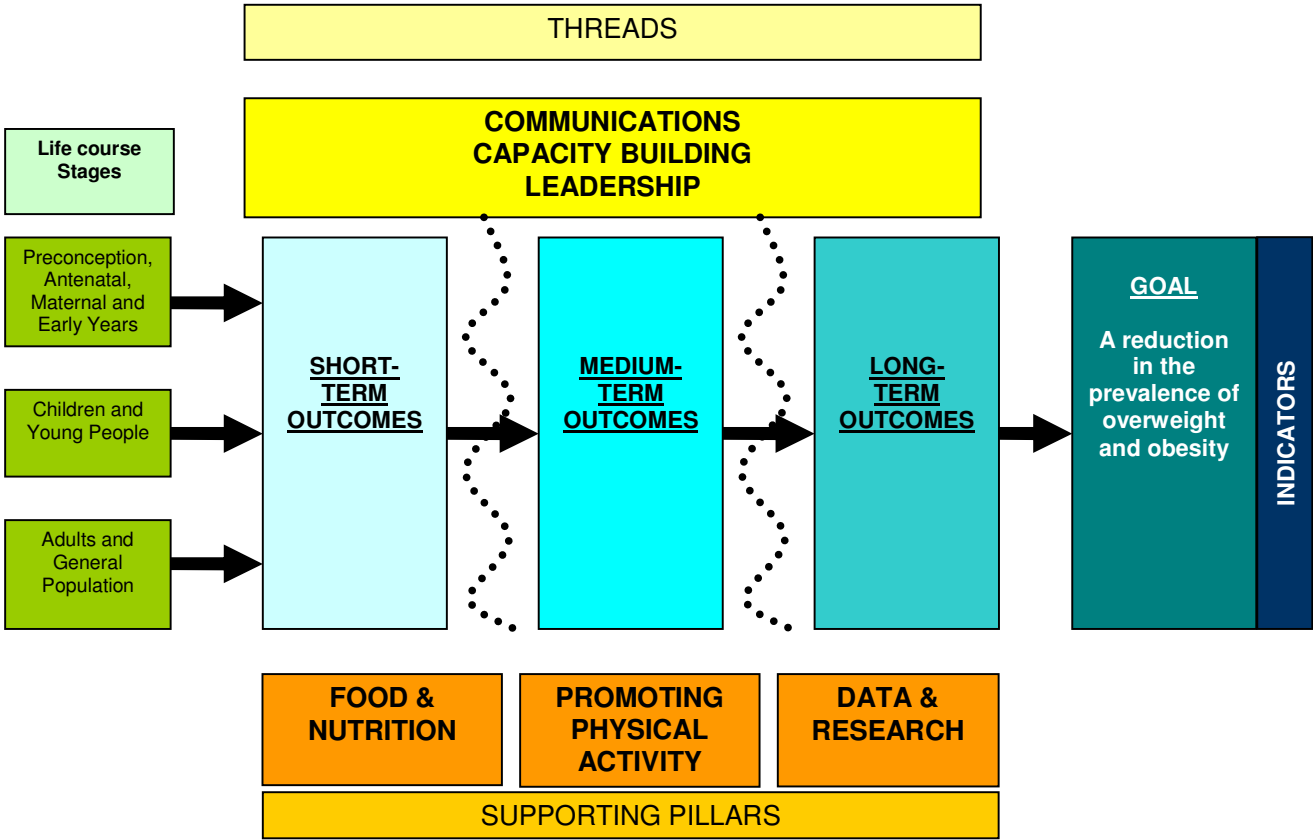 THREADS
COMMUNICATIONS
CAPACITY BUILDING
LEADERSHIP
Life course
Stages
Preconception,
Antenatal,
Maternal and
Early Years
Children and
Young People
Adults and
General
Population
SHORT-
TERM
OUTCOMES
MEDIUM-
TERM
OUTCOMES
LONG-
TERM
OUTCOMES
GOAL
A reduction
in the
prevalence of
overweight
and obesity
INDICATORS
FOOD &
NUTRITION
PROMOTING
PHYSICAL
ACTIVITY
DATA &
RESEARCH
SUPPORTING PILLARS